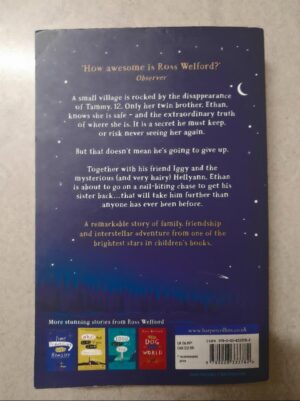 'How awesome is Ross Welford?'
Observer
A small village is rocked by the disappearance
of Tammy, 12. Only her twin brother, Ethan,
knows she is safe – and the extraordinary truth
of where she is. It is a secret he must keep,
or risk never seeing her again.
But that doesn't mean he's going to give up.
Together with his friend Iggy and the
mysterious (and very hairy) Hellyann, Ethan
is about to go on a nail-biting chase to get his
sister back...that will take him further than
anyone has ever been before.
A remarkable story of family, friendship
and interstellar adventure from one of the
brightest stars in children's books.
More stunning stories from Ross Welford
www.harpercollins.co.uk
DOG
WORLD